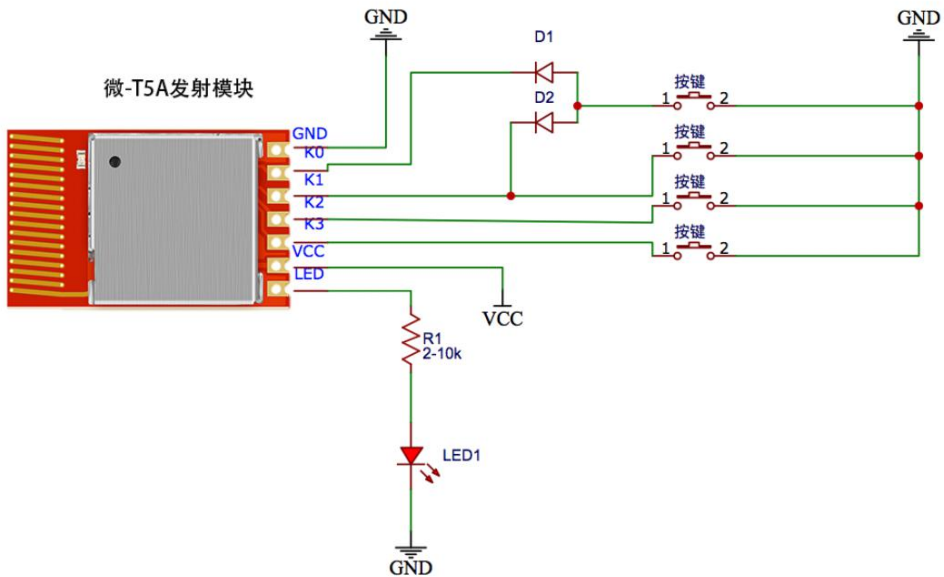 GND
GND
D1
微-T5A发射模块
按键
1 2
D2
GND
K0
按键
1 2
K1
K2
按键
1 2
K3
按键
1 2
VCC
LED
VCC
R1
2-10k
LED1
GND